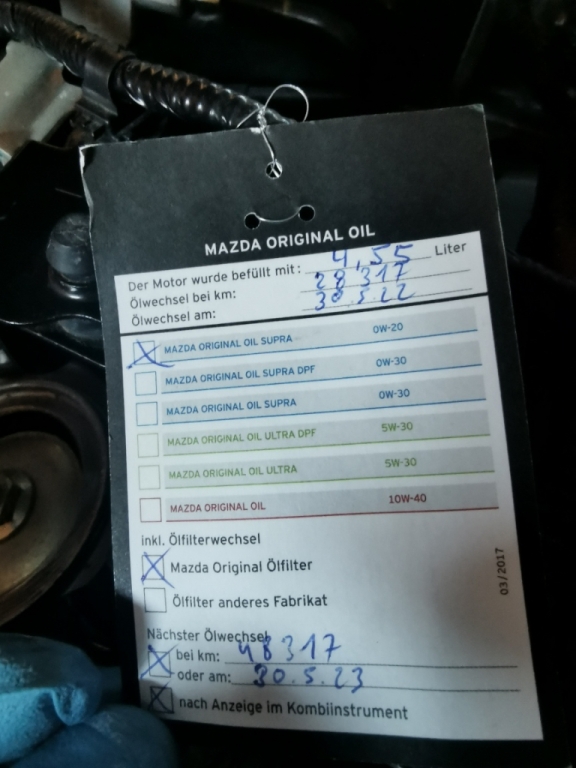 MAZDA ORIGINAL OIL
Der Motor wurde befüllt mit: 4,55 Liter
Ölwechsel bei km: 28317
Ölwechsel am: 30.5.22
MAZDA ORIGINAL OIL SUPRA 0W-20
MAZDA ORIGINAL OIL SUPRA DPF 0W-30
MAZDA ORIGINAL OIL SUPRA 0W-30
MAZDA ORIGINAL OIL ULTRA DPF 5W-30
MAZDA ORIGINAL OIL ULTRA 5W-30
MAZDA ORIGINAL OIL 10W-40
inkl. Ölfilterwechsel
Mazda Original Ölfilter
Ölfilter anderes Fabrikat
03/2017
Nächster Ölwechsel
bei km: 48317
oder am: 30.5.23
nach Anzeige im Kombiinstrument